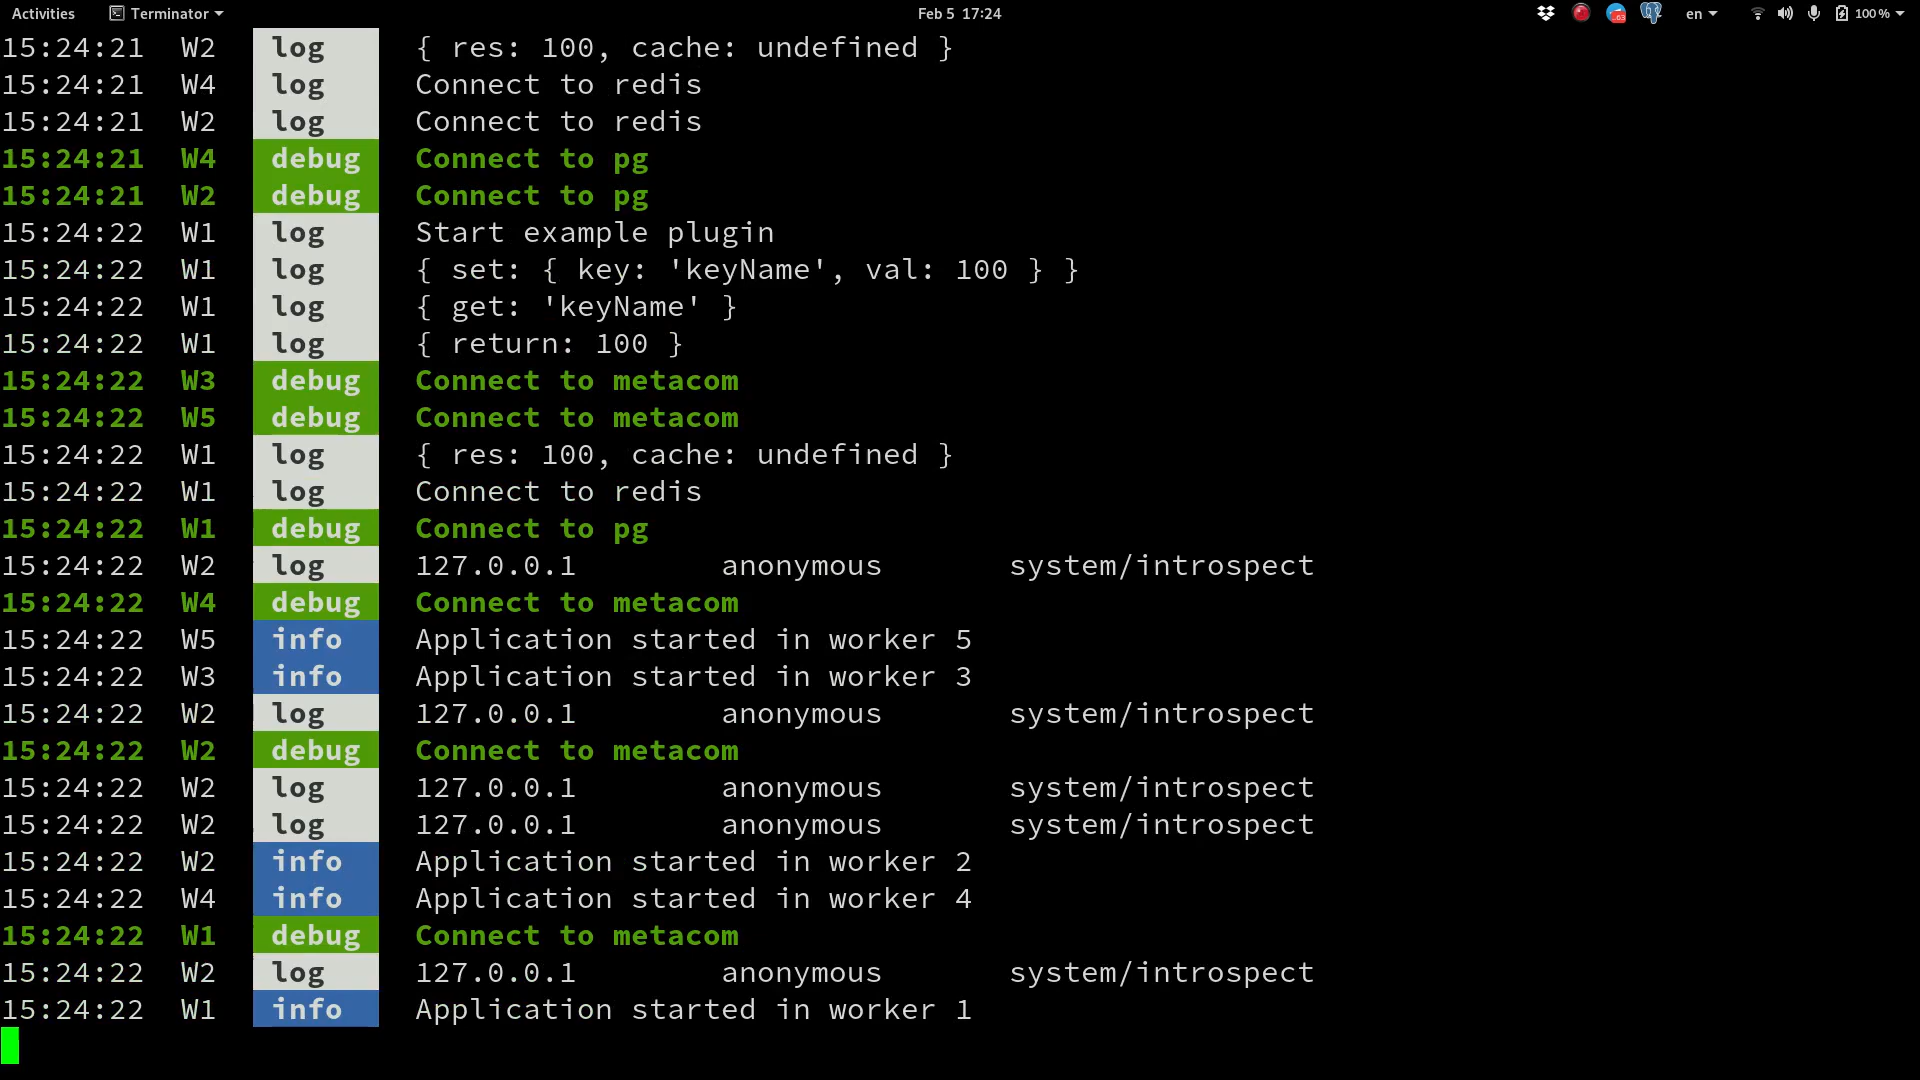 Activities Terminator Feb 5 17:24 en 100 %
15:24:21 W2 log { res: 100, cache: undefined }
15:24:21 W4 log Connect to redis
15:24:21 W2 log Connect to redis
15:24:21 W4 debug Connect to pg
15:24:21 W2 debug Connect to pg
15:24:22 W1 log Start example plugin
15:24:22 W1 log { set: { key: 'keyName', val: 100 } }
15:24:22 W1 log { get: 'keyName' }
15:24:22 W1 log { return: 100 }
15:24:22 W3 debug Connect to metacom
15:24:22 W5 debug Connect to metacom
15:24:22 W1 log { res: 100, cache: undefined }
15:24:22 W1 log Connect to redis
15:24:22 W1 debug Connect to pg
15:24:22 W2 log 127.0.0.1 anonymous system/introspect
15:24:22 W4 debug Connect to metacom
15:24:22 W5 info Application started in worker 5
15:24:22 W3 info Application started in worker 3
15:24:22 W2 log 127.0.0.1 anonymous system/introspect
15:24:22 W2 debug Connect to metacom
15:24:22 W2 log 127.0.0.1 anonymous system/introspect
15:24:22 W2 log 127.0.0.1 anonymous system/introspect
15:24:22 W2 info Application started in worker 2
15:24:22 W4 info Application started in worker 4
15:24:22 W1 debug Connect to metacom
15:24:22 W2 log 127.0.0.1 anonymous system/introspect
15:24:22 W1 info Application started in worker 1